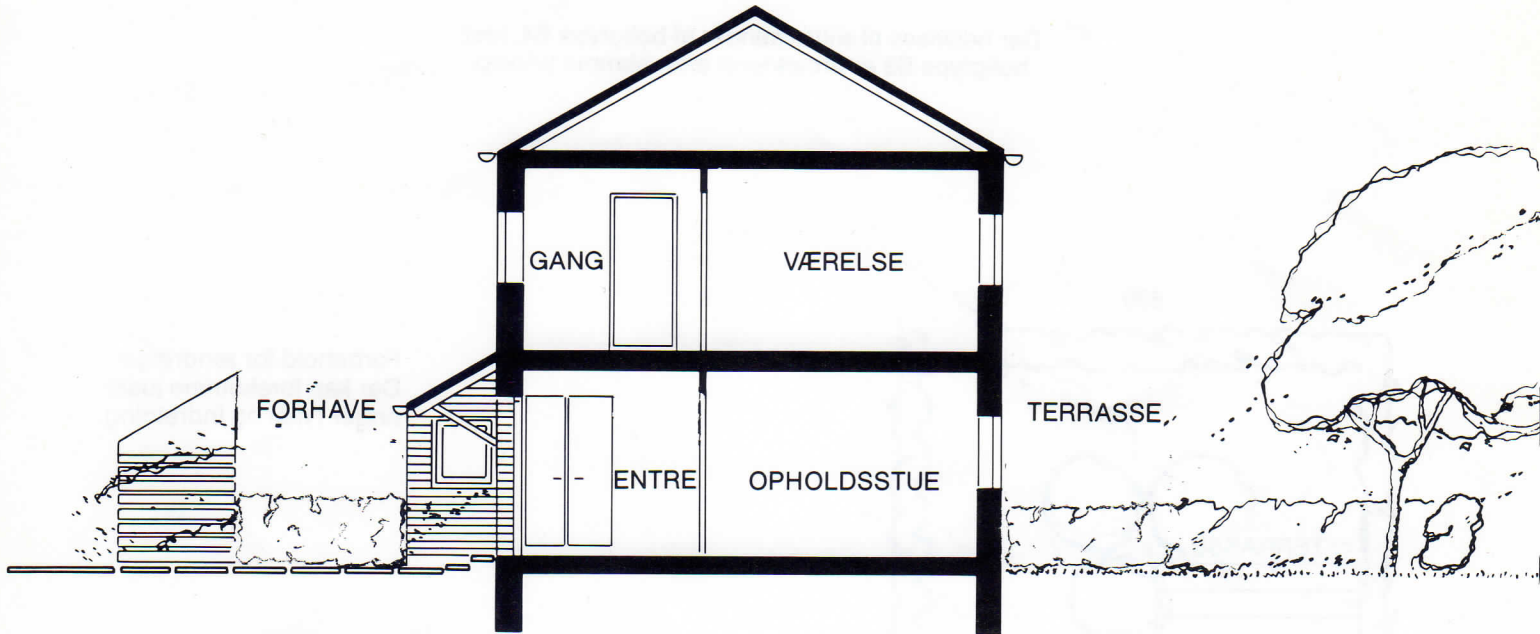 GANG
VÆRELSE
FORHAVE
TERRASSE
ENTRE
OPHOLDSSTUE